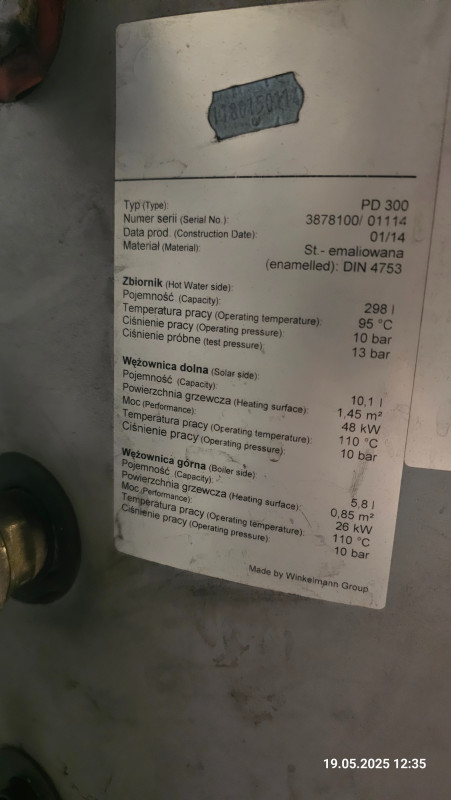 Typ (Type): PD 300
Numer serii (Serial No.): 3878100/ 01114
Data prod. (Construction Date): 01/14
Materiał (Material): St.- emaliowana
(enamelled): DIN 4753
Zbiornik (Hot Water side):
Pojemność (Capacity): 298 l
Temperatura pracy (Operating temperature): 95 °C
Ciśnienie pracy (Operating pressure): 10 bar
Ciśnienie próbne (test pressure) 13 bar
Wężownica dolna (Solar side):
Pojemność (Capacity): 10,1 l
Powierzchnia grzewcza (Heating surface): 1,45 m²
Moc (Performance): 48 kW
Temperatura pracy (Operating temperature): 110 °C
Ciśnienie pracy (Operating pressure) 10 bar
Wężownica górna (Boiler side):
Pojemność (Capacity): 5,8 l
Powierzchnia grzewcza (Heating surface): 0,85 m²
Moc (Performance): 26 kW
Temperatura pracy (Operating temperature): 110 °C
Ciśnienie pracy (Operating pressure): 10 bar
Made by Winkelmann Group
19.05.2025 12:35